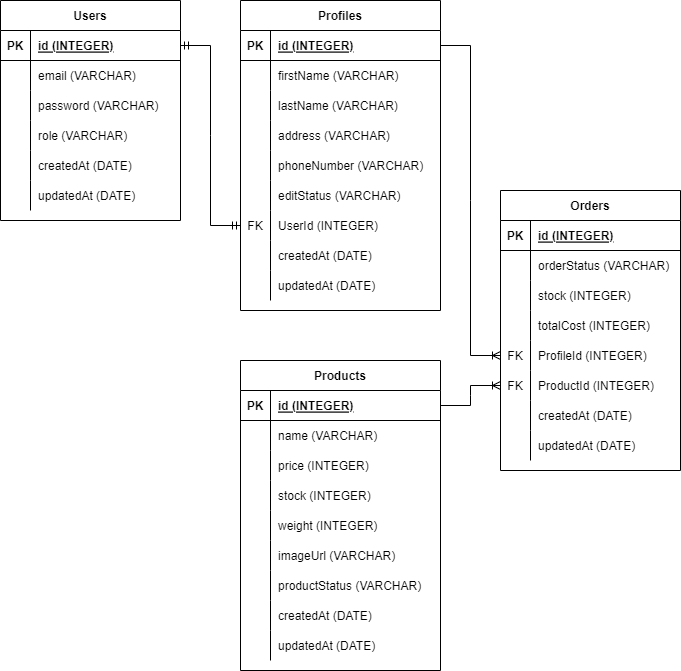 Users
PK id (INTEGER)
email (VARCHAR)
password (VARCHAR)
role (VARCHAR)
createdAt (DATE)
updatedAt (DATE)
Profiles
PK id (INTEGER)
firstName (VARCHAR)
lastName (VARCHAR)
address (VARCHAR)
phoneNumber (VARCHAR)
editStatus (VARCHAR)
FK UserId (INTEGER)
createdAt (DATE)
updatedAt (DATE)
Orders
PK id (INTEGER)
orderStatus (VARCHAR)
stock (INTEGER)
totalCost (INTEGER)
FK ProfileId (INTEGER)
FK ProductId (INTEGER)
createdAt (DATE)
updatedAt (DATE)
Products
PK id (INTEGER)
name (VARCHAR)
price (INTEGER)
stock (INTEGER)
weight (INTEGER)
imageUrl (VARCHAR)
productStatus (VARCHAR)
createdAt (DATE)
updatedAt (DATE)